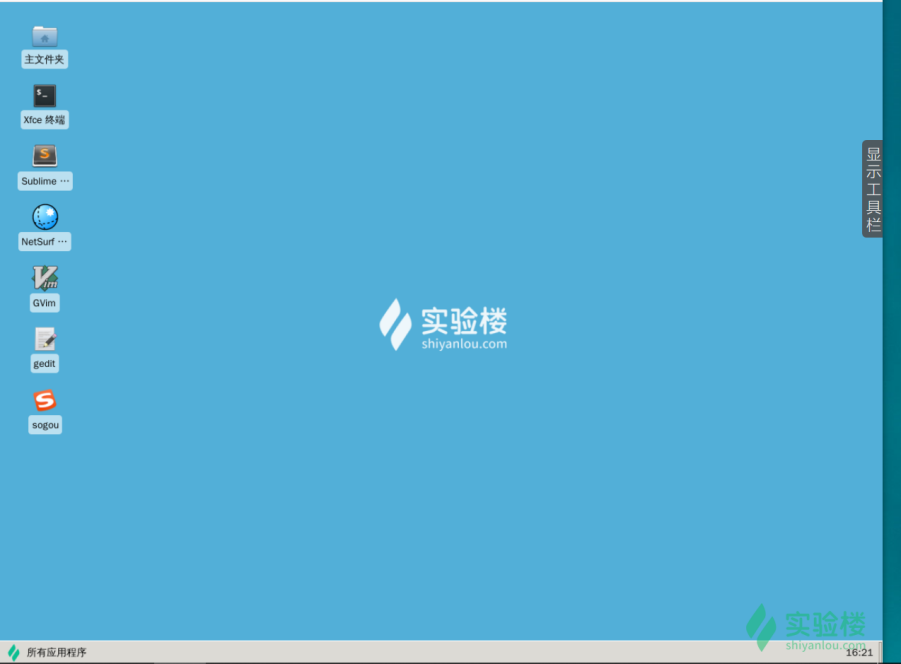 主文件夹
Xfce 终端
Sublime ···
NetSurf ···
GVim
gedit
sogou
实验楼
shiyanlou.com
显示工具栏
实验楼
shiyanlou.com
所有应用程序
16:21